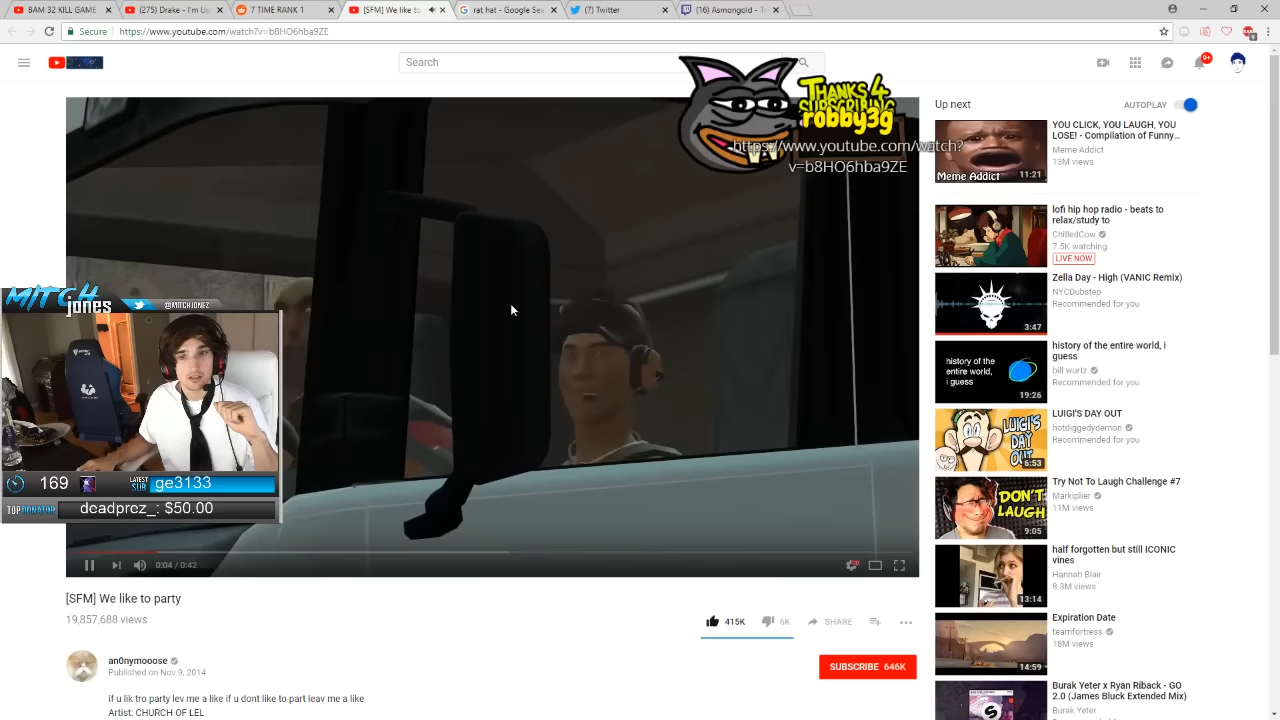 BAM 32 KILL GAME
(275) Drake - I'm Up
7 TIME RANK 1
[SFM] We like to
rat hat - Google Sea
(7) Twitter
(16) Asmongold - T
Secure
https://www.youtube.com/watch?v=b8HO6hba9ZE
Search
9+
THANKS 4
SUBSCRIBING
robby3g
https://www.youtube.com/watch?
v=b8HO6hba9ZE
Up next
AUTOPLAY
YOU CLICK, YOU LAUGH, YOU
LOSE! - Compilation of Funny...
Meme Addict
13M views
Meme Addict
11:21
lofi hip hop radio - beats to
relax/study to
ChilledCow
7.5K watching
LIVE NOW
Zella Day - High (VANIC Remix)
NYCDubstep
Recommended for you
3:47
history of the entire world, i
guess
bill wurtz
Recommended for you
history of the
entire world,
i guess
19:26
LUIGI'S DAY OUT
hotdiggedydemon
Recommended for you
LUIGI'S
DAY
OUT
6:53
Try Not To Laugh Challenge #7
Markiplier
11M views
DON'T
LAUGH
9:05
half forgotten but still ICONIC
vines
Hannah Blair
8.3M views
13:14
Expiration Date
teamfortress
18M views
14:59
Burak Yeter x Ryan Riback - GO
2.0 (James Bluck Extended Mix)
Burak Yeter
MITCH
jones
@MITCHJONEZ
169
LATEST
SUB
ge3133
TOP DONATOR
deadprez_: $50.00
0:04 / 0:42
[SFM] We like to party
19,857,688 views
415K
6K
SHARE
an0nymooose
Published on Nov 9, 2014
SUBSCRIBE 646K
if u lik tro party lev me a like if u dont like to part leav me a like
Artist: CHURCH OF LEL